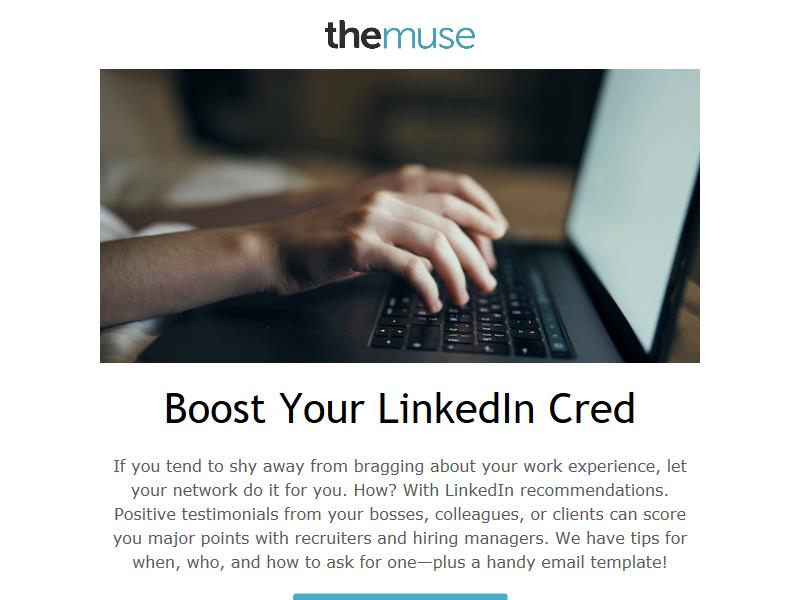 themuse
Boost Your LinkedIn Cred
If you tend to shy away from bragging about your work experience, let
your network do it for you. How? With LinkedIn recommendations.
Positive testimonials from your bosses, colleagues, or clients can score
you major points with recruiters and hiring managers. We have tips for
when, who, and how to ask for one—plus a handy email template!